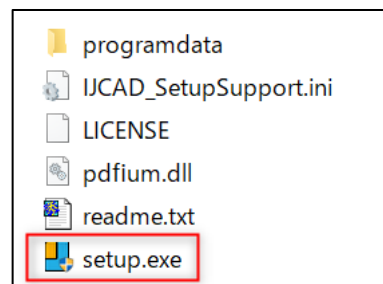 programdata
IJCAD_SetupSupport.ini
LICENSE
pdfium.dll
readme.txt
setup.exe